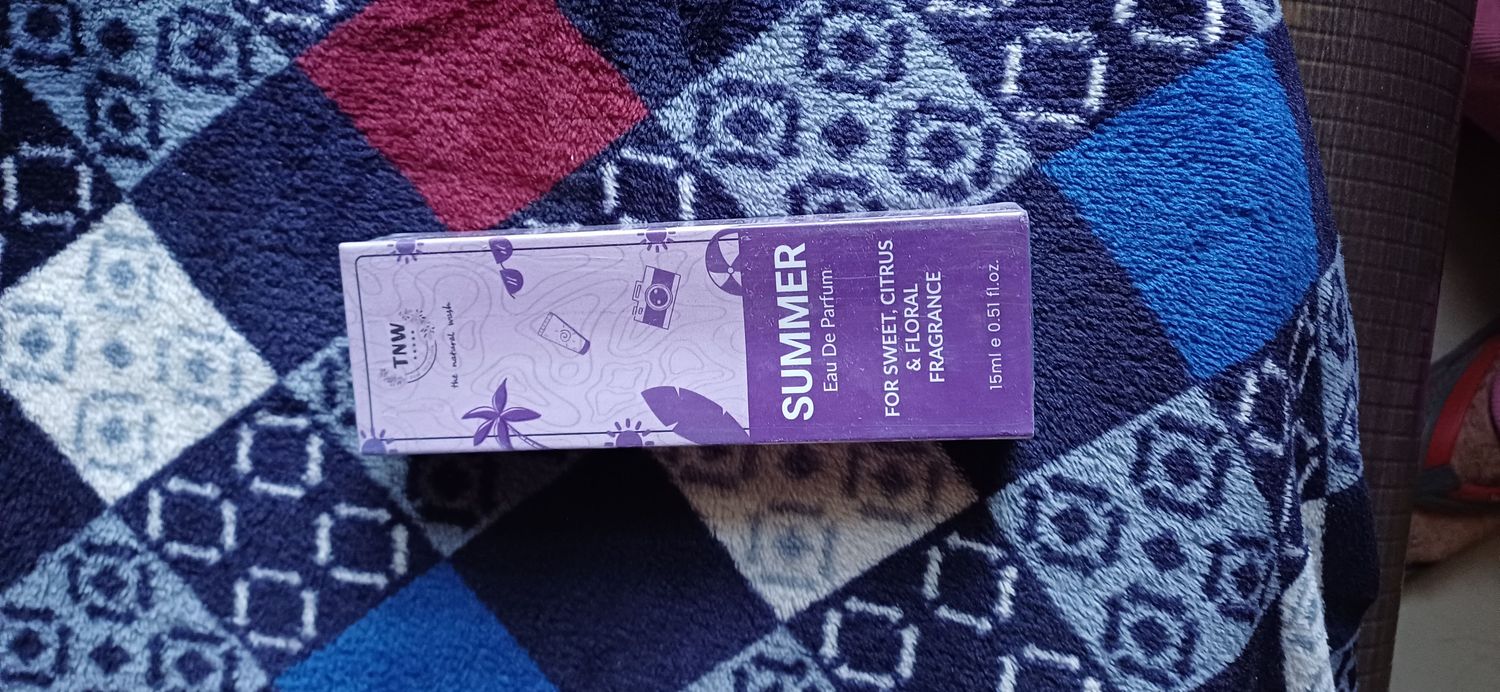 TNW
the natural wash
SUMMER
Eau De Parfum
FOR SWEET, CITRUS
& FLORAL
FRAGRANCE
15ml e 0.51 fl.oz.